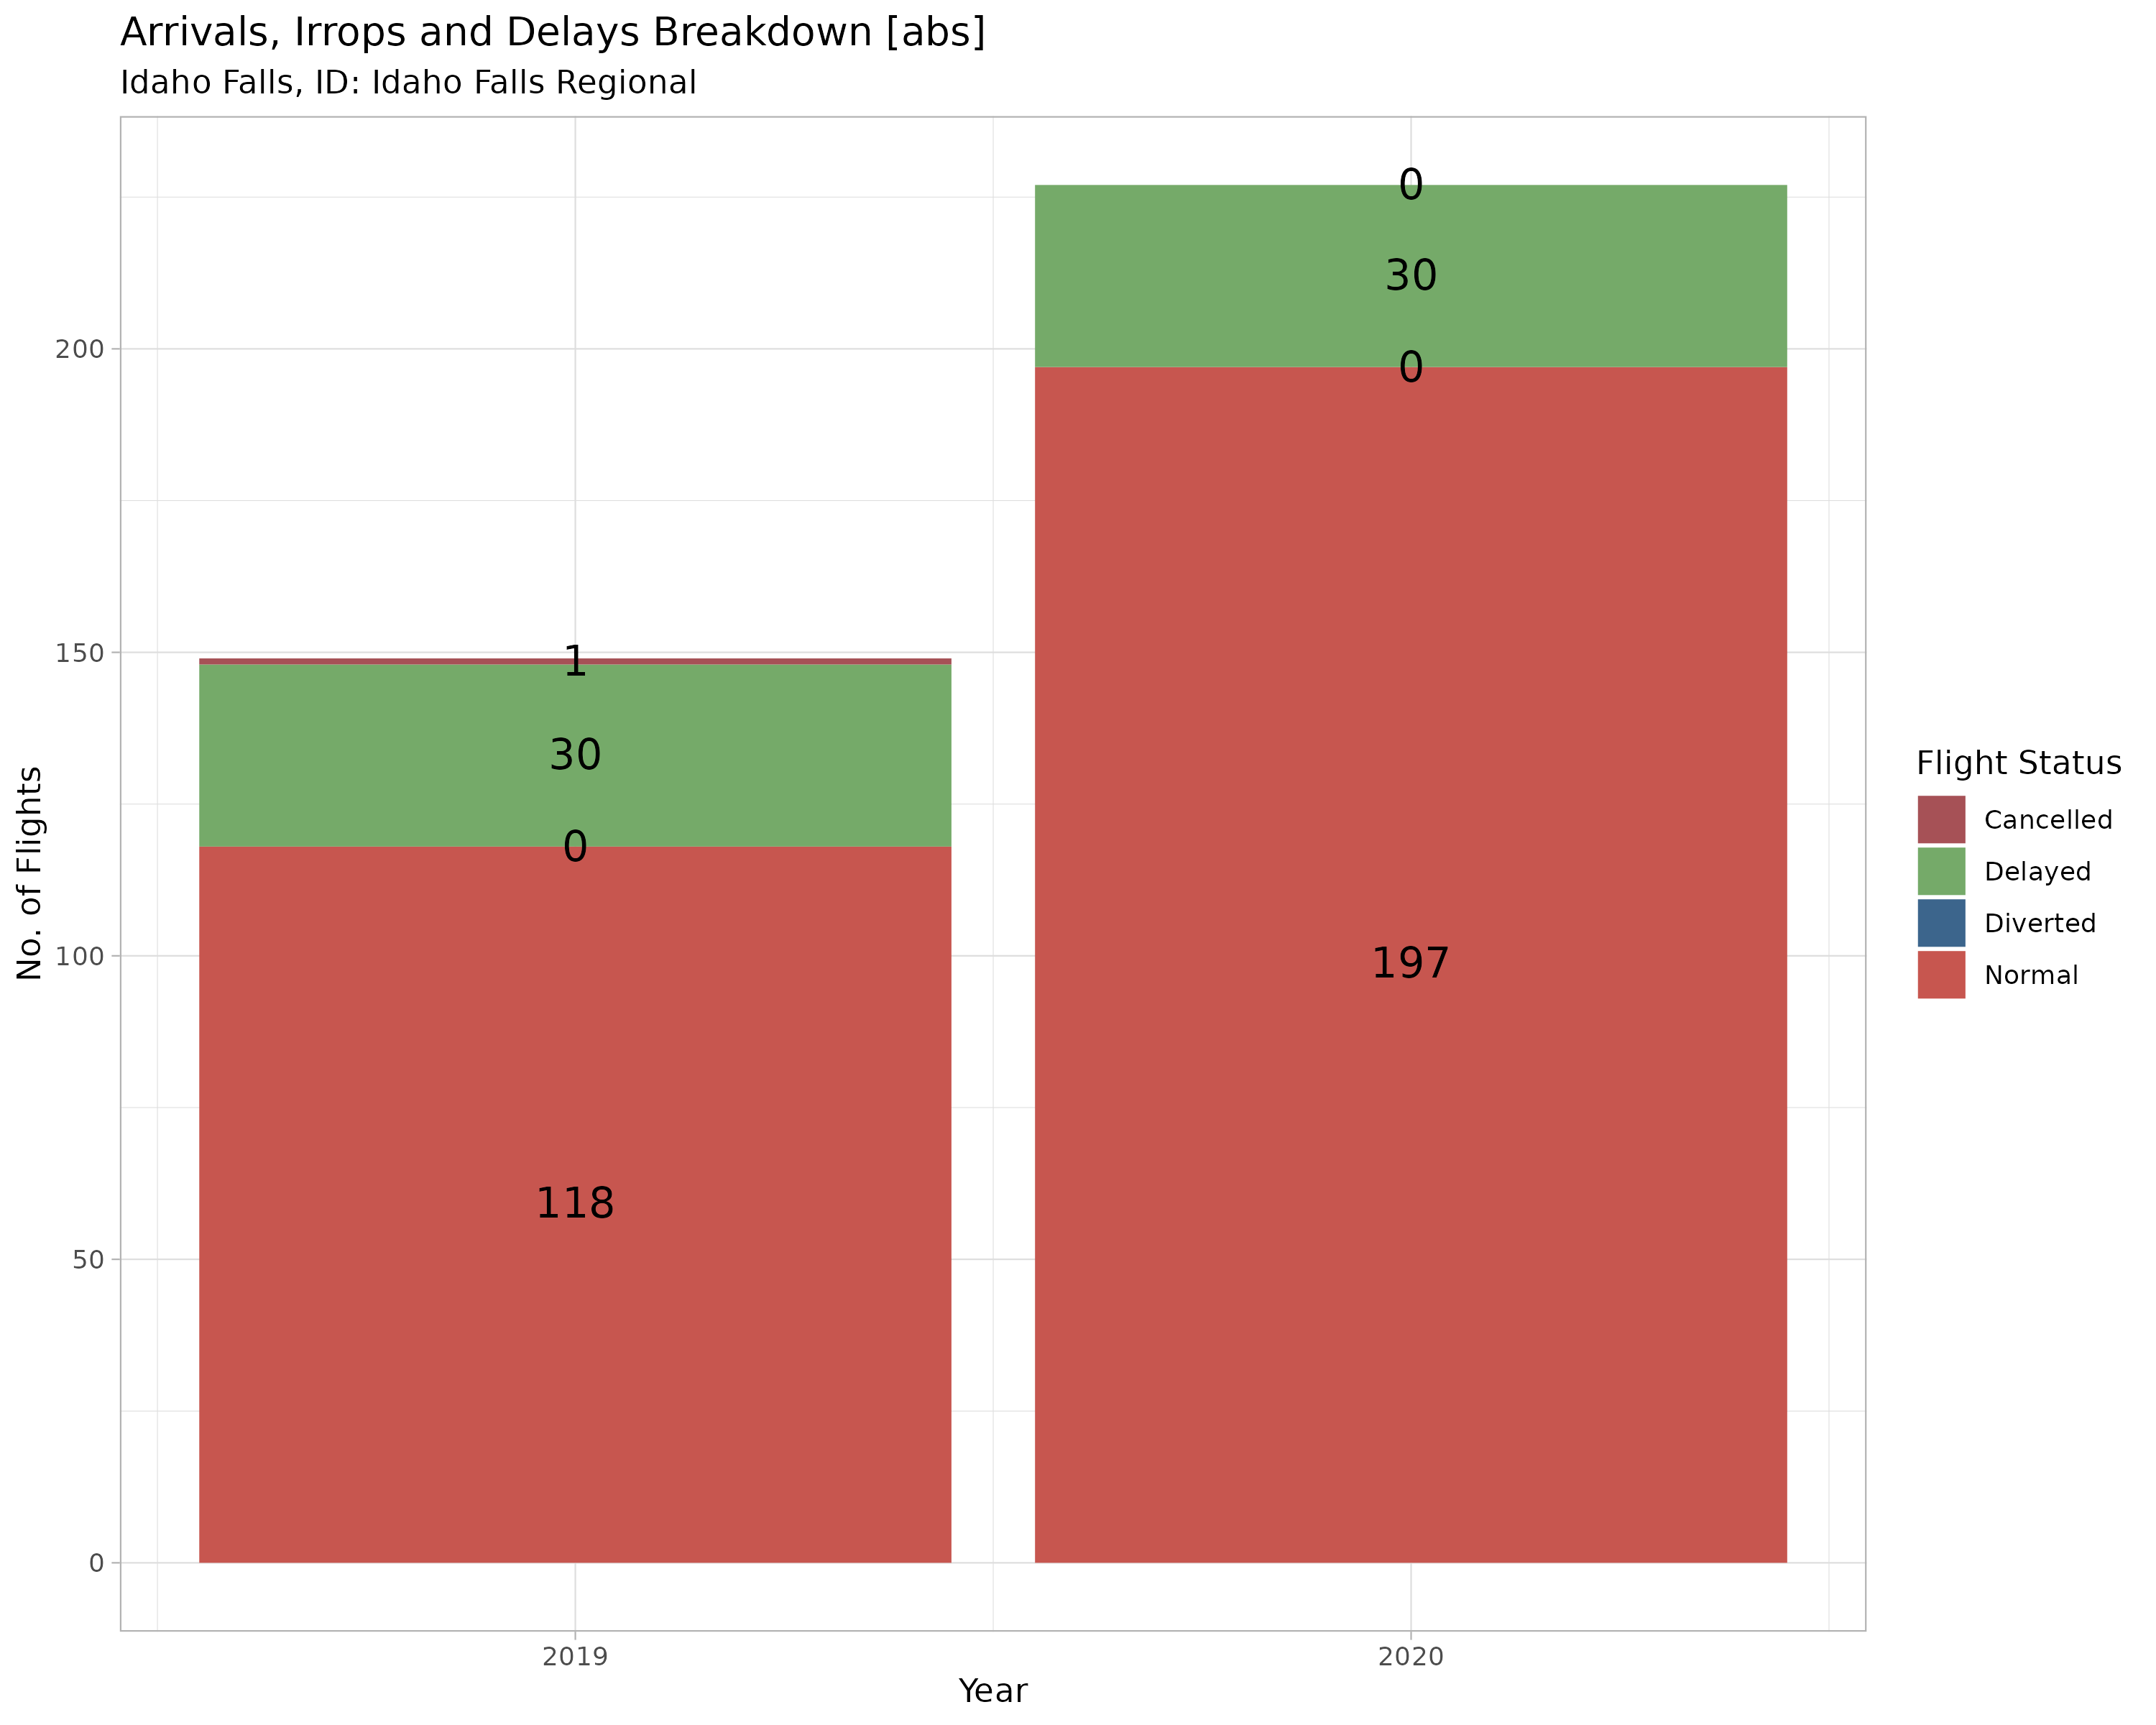 Arrivals, Irrops and Delays Breakdown [abs]
Idaho Falls, ID: Idaho Falls Regional
No. of Flights
200
150
100
50
0
1
30
0
118
0
30
0
197
2019
2020
Year
Flight Status
Cancelled
Delayed
Diverted
Normal